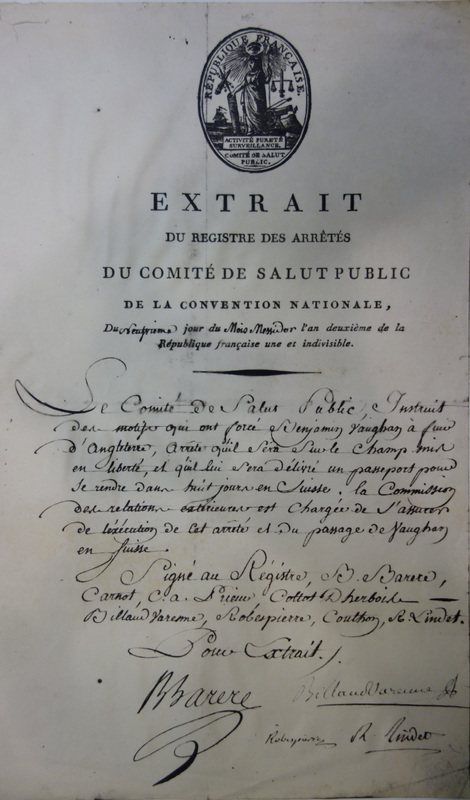 RÉPUBLIQUE FRANÇAISE.
ACTIVITÉ PURETÉ
SURVEILLANCE.
COMITÉ DE SALUT
PUBLIC.
EXTRAIT
DU REGISTRE DES ARRÊTÉS
DU COMITÉ DE SALUT PUBLIC
DE LA CONVENTION NATIONALE,
Du neuvieme jour du Mois Messidor l'an deuxième de la
République française une et indivisible.
Le Comité de Salut Public, Instruit
des motifs qui ont forcé Benjamin Vaughan à fuir
d'Angleterre, arrête qu'il sera sur le champ mis
en liberté, et qu'il lui sera délivré un passeport pour
se rendre dans huit jours en Suisse. la Commission
des relations extérieures est Chargée de s'assurer
de l'éxécution de cet arrêté et du passage de Vaughan
en Suisse.
Signé au Régistre, B. Barere,
Carnot, C. a. Prieur Collot D'herbois
Billaud Varenne, Robespierre, Couthon, R. Lindet.
Pour Extrait.
B Barere Billaud Varenne
Robespierre R. Lindet